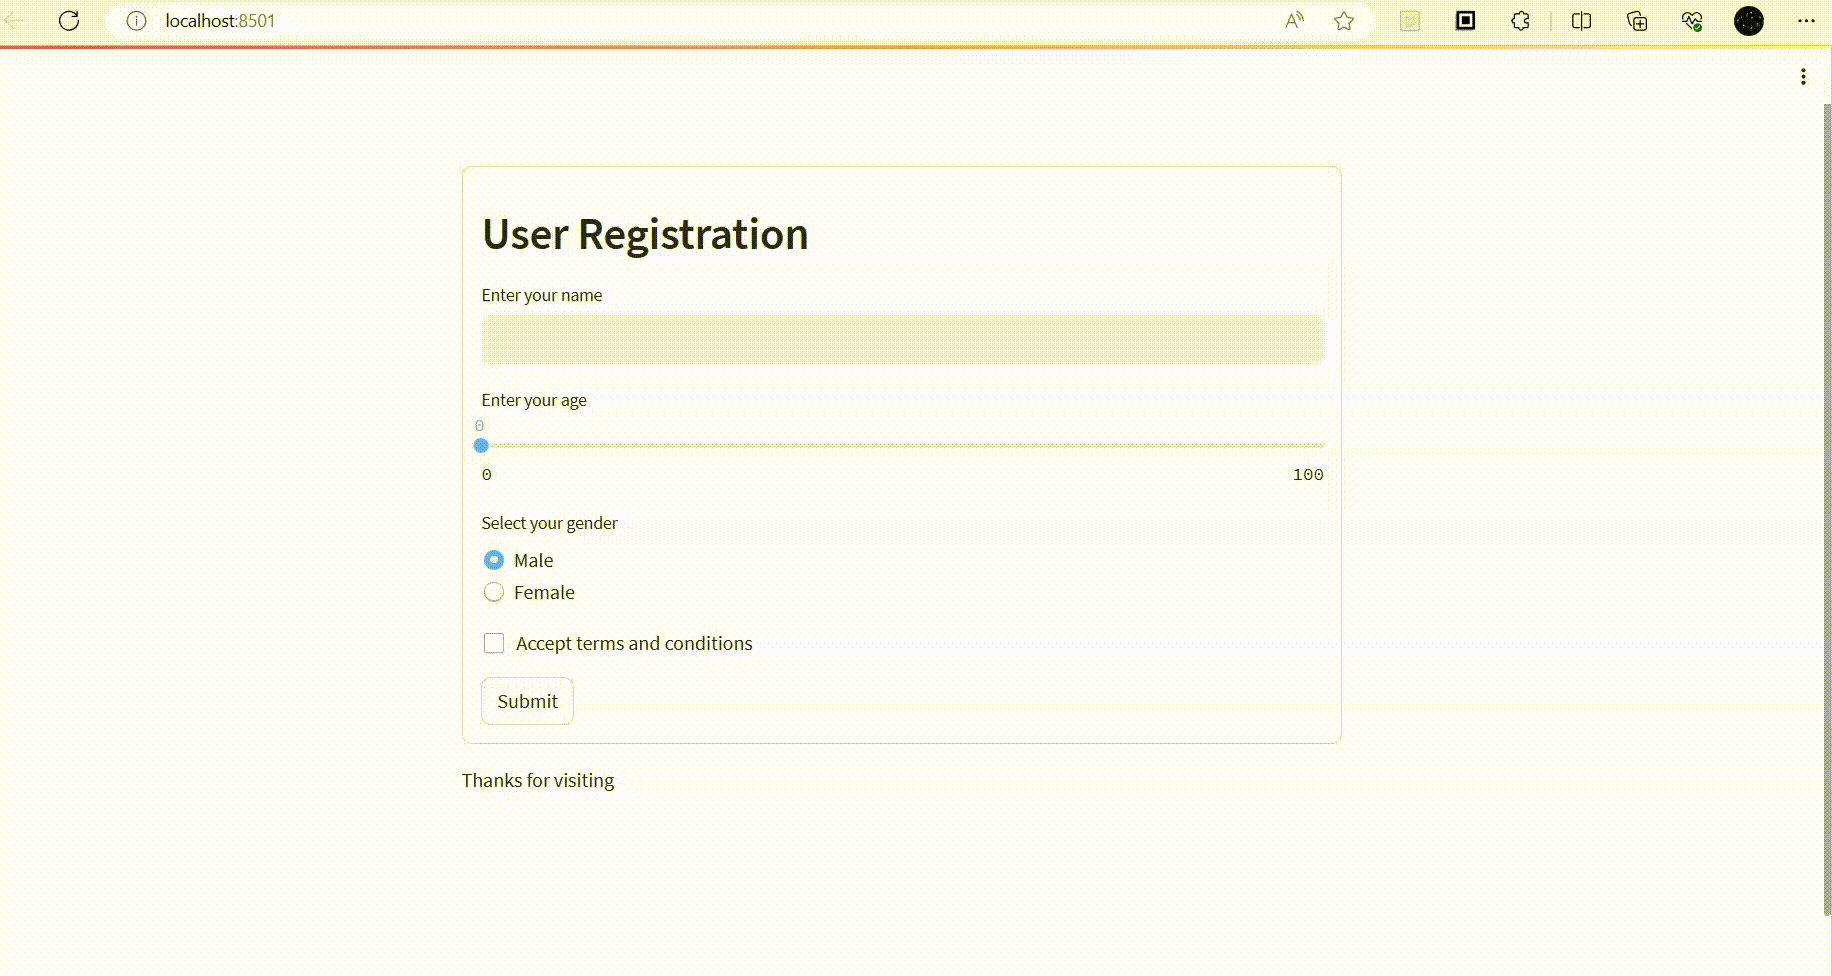 localhost:8501
User Registration
Enter your name
Enter your age
0
0 100
Select your gender
Male
Female
Accept terms and conditions
Submit
Thanks for visiting